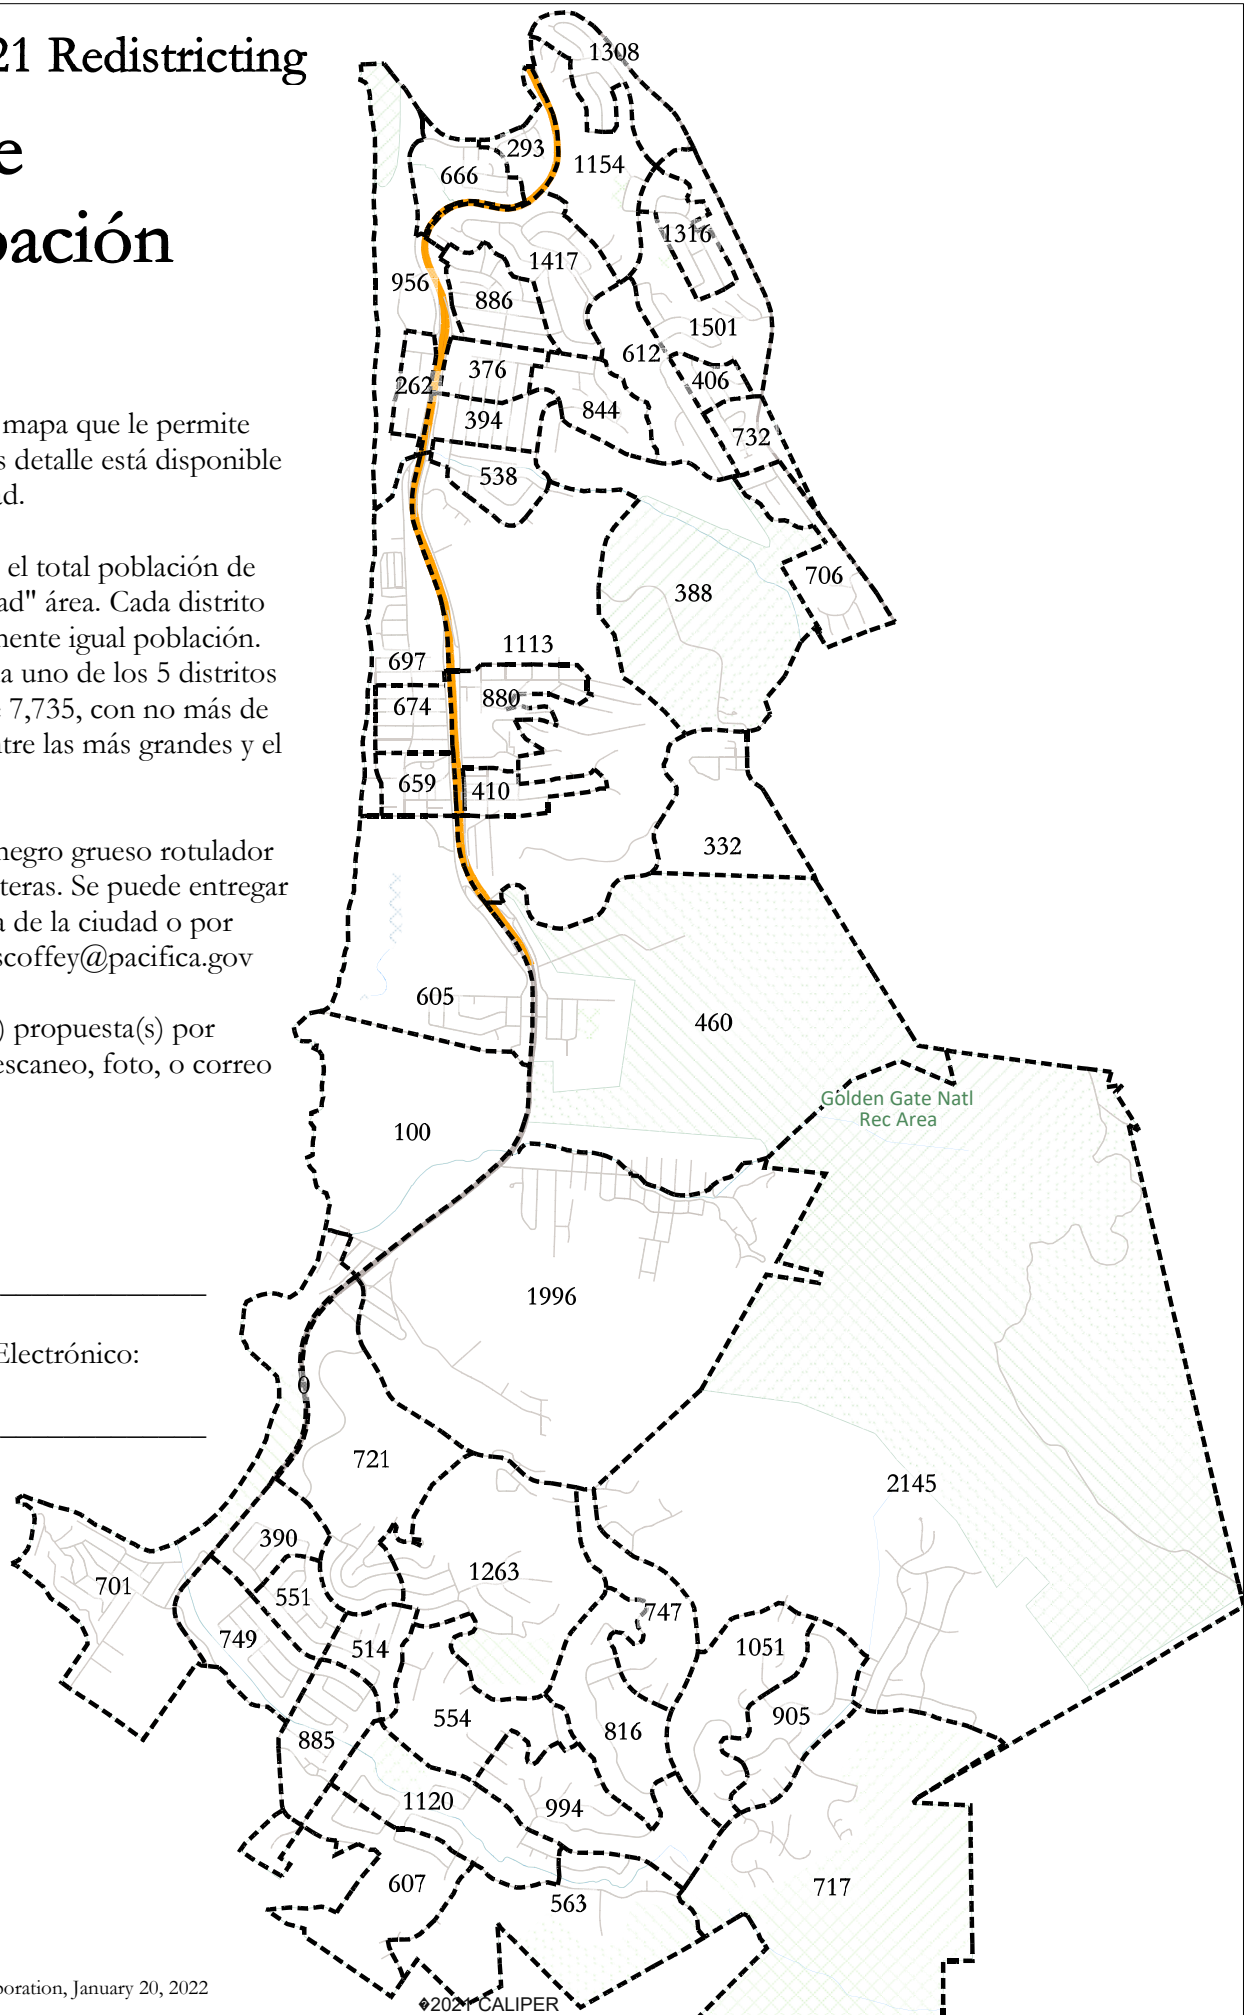 21 Redistricting
e
pación
mapa que le permite
s detalle está disponible
ad.
el total población de
ad" área. Cada distrito
mente igual población.
a uno de los 5 distritos
e 7,735, con no más de
ntre las más grandes y el
negro grueso rotulador
teras. Se puede entregar
a de la ciudad o por
scoffey@pacifica.gov
) propuesta(s) por
escaneo, foto, o correo
Electrónico:
poration, January 20, 2022
1308
293
1154
666
1316
1417
956
886
1501
612
376
406
262
844
394
732
538
706
388
1113
697
880
674
659
410
332
605
460
Golden Gate Natl
Rec Area
100
1996
0
721
2145
390
1263
701
551
747
749
514
1051
554
905
816
885
1120
994
607
717
563
�2021 CALIPER